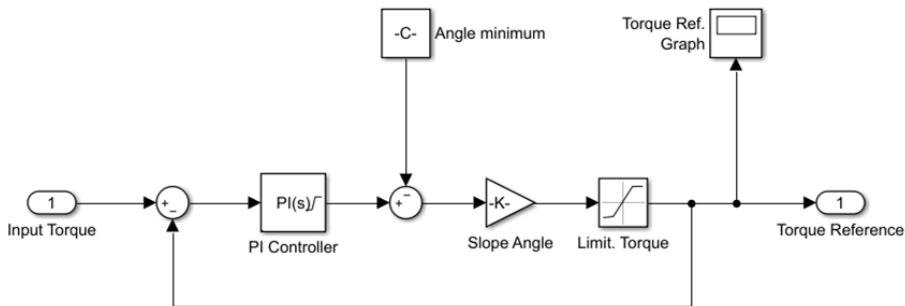 -C-
Angle minimum
Torque Ref.
Graph
1
Input Torque
+
−
PI(s)
PI Controller
−
+
-K-
Slope Angle
Limit. Torque
1
Torque Reference